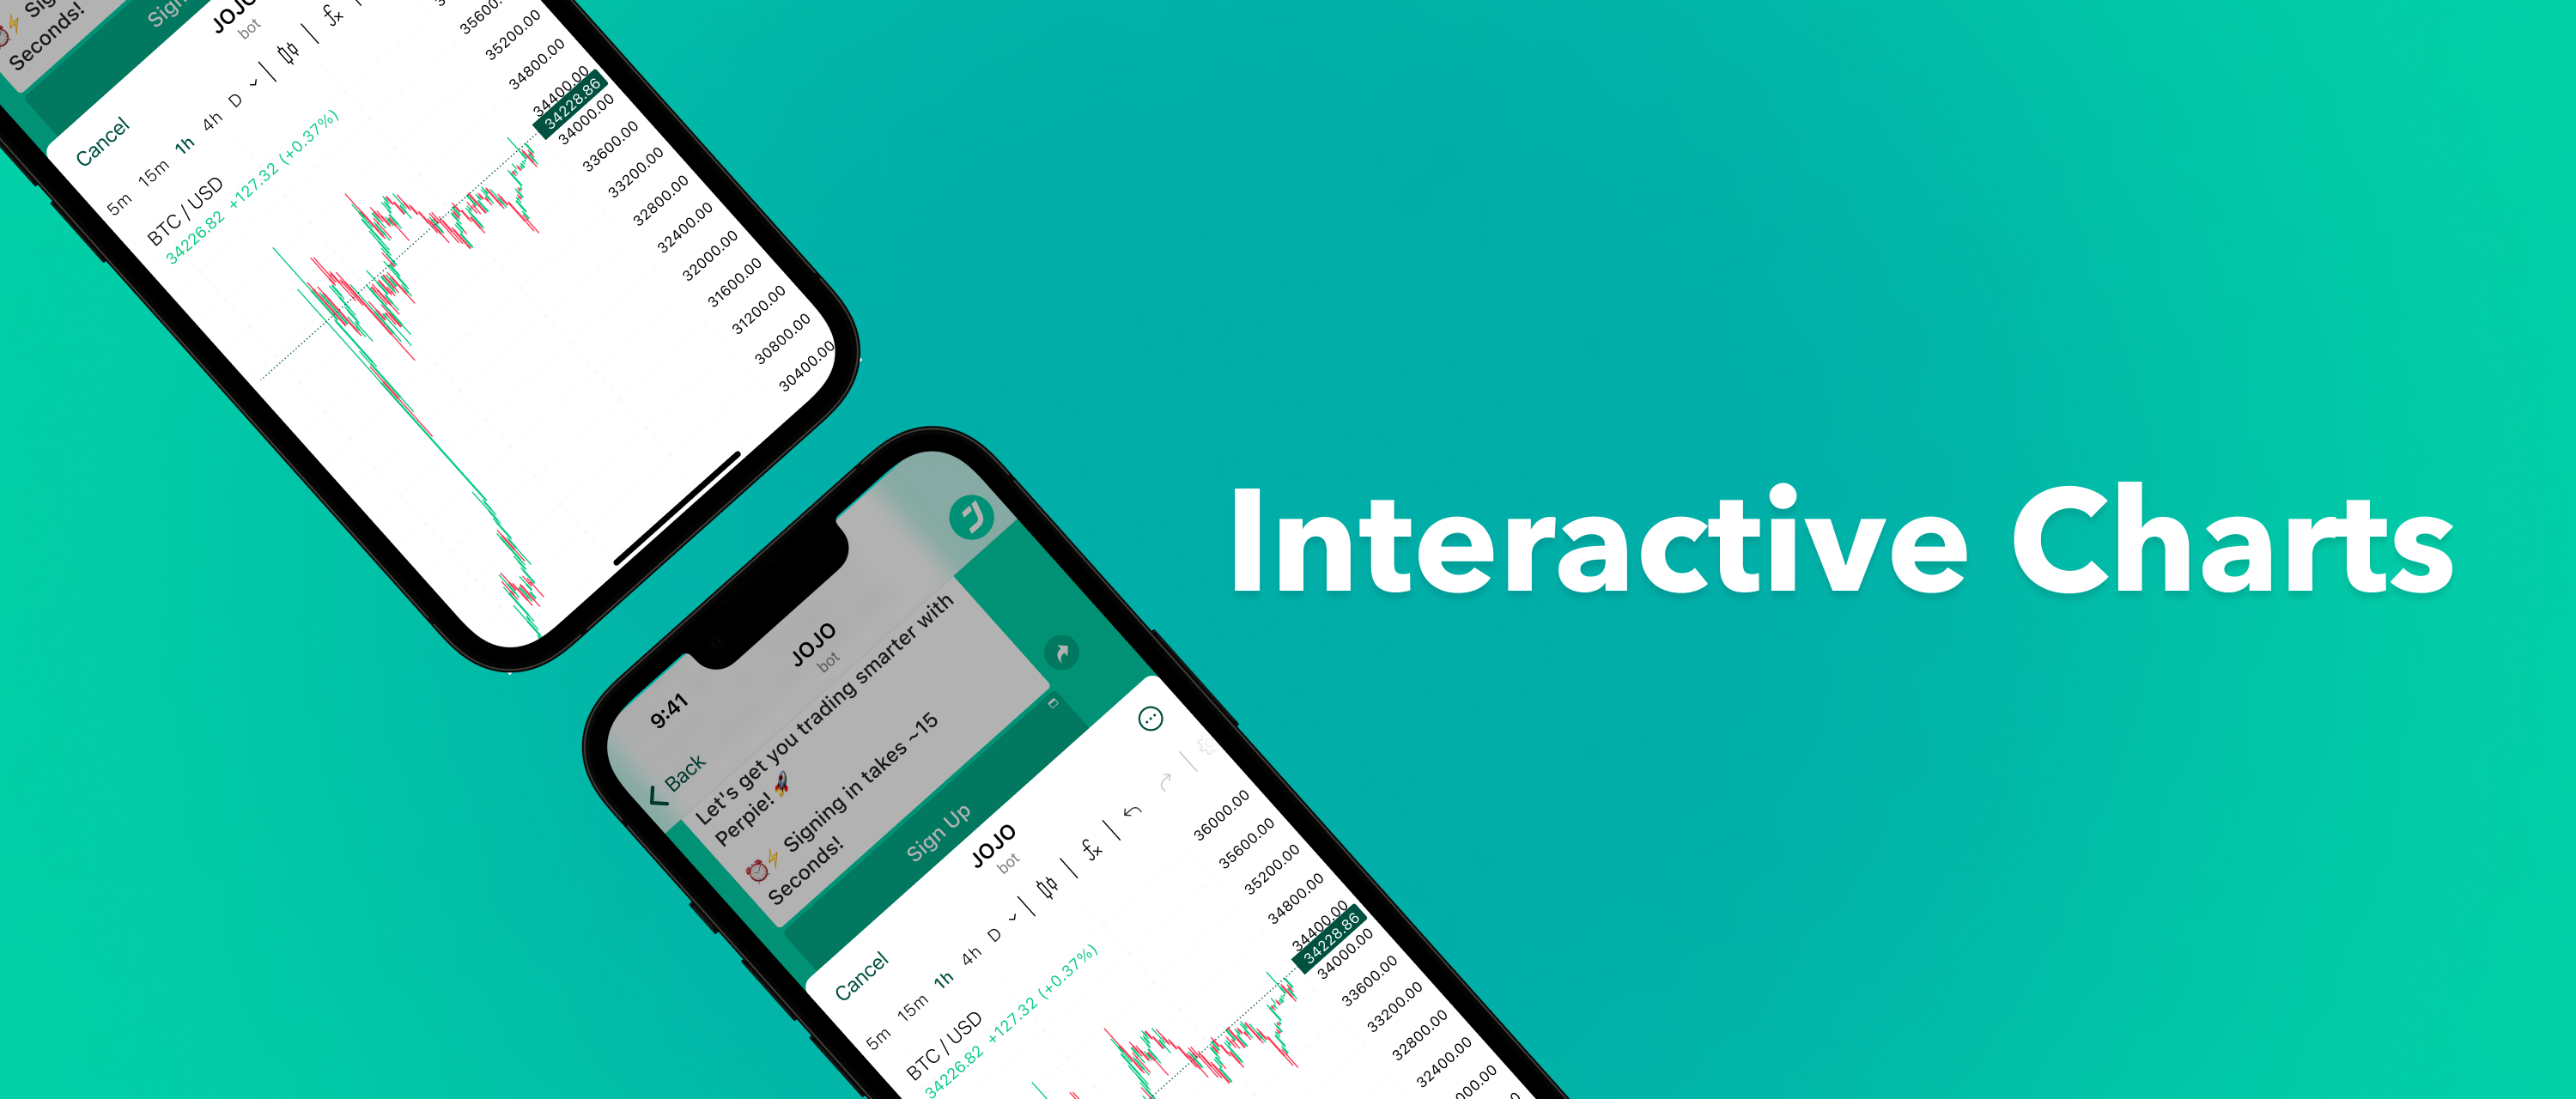 Seconds!
Sign
JOJO
bot
Cancel
5m 15m 1h 4h D
BTC / USD
34226.82 +127.32 (+0.37%)
35600.
35200.00
34800.00
34400.00
34228.86
34000.00
33600.00
33200.00
32800.00
32400.00
32000.00
31600.00
31200.00
30800.00
30400.00
Interactive Charts
9:41
Back
JOJO
bot
Let's get you trading smarter with
Perpie! 🚀
⏰⚡ Signing in takes ~15
Seconds!
Sign Up
JOJO
bot
Cancel
5m 15m 1h 4h D
BTC / USD
34226.82 +127.32 (+0.37%)
36000.00
35600.00
35200.00
34800.00
34400.00
34228.86
34000.00
33600.00
33200.00
32800.00
32400.00